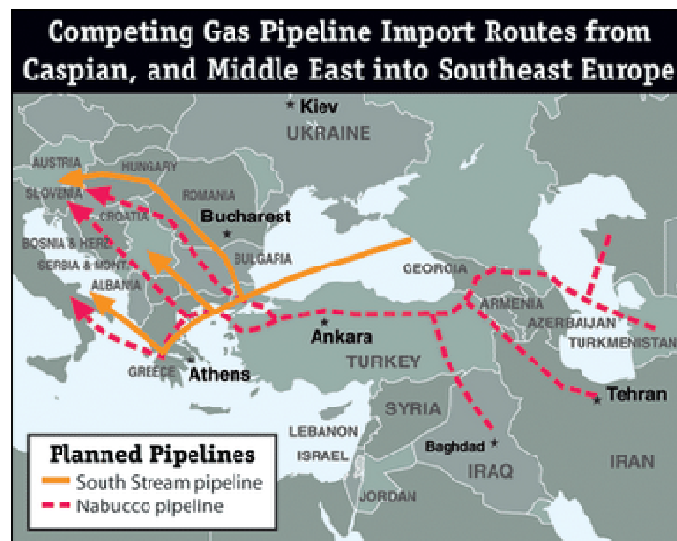 Competing Gas Pipeline Import Routes from
Caspian, and Middle East into Southeast Europe
Kiev
UKRAINE
AUSTRIA
HUNGARY
SLOVENIA
ROMANIA
CROATIA
Bucharest
BOSNIA & HERZ
BULGARIA
SERBIA & MONT.
GEORGIA
ALBANIA
ARMENIA
AZERBAIJAN
TURKMENISTAN
Ankara
TURKEY
GREECE
Athens
Tehran
SYRIA
LEBANON
ISRAEL
Baghdad
IRAQ
IRAN
JORDAN
Planned Pipelines
South Stream pipeline
Nabucco pipeline